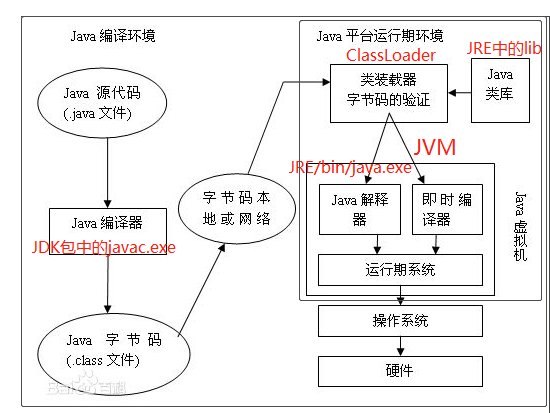 Java 编译环境
Java 源代码
(.java 文件)
Java 编译器
JDK包中的javac.exe
Java 字节码
(.class 文件)
Baidu百科
字节码本
地或网络
Java 平台运行期环境
ClassLoader
JRE中的lib
类装载器
字节码的验证
Java
类库
JVM
JRE/bin/java.exe
Java 解释
器
即时编
译器
Java 虚拟机
运行期系统
操作系统
硬件